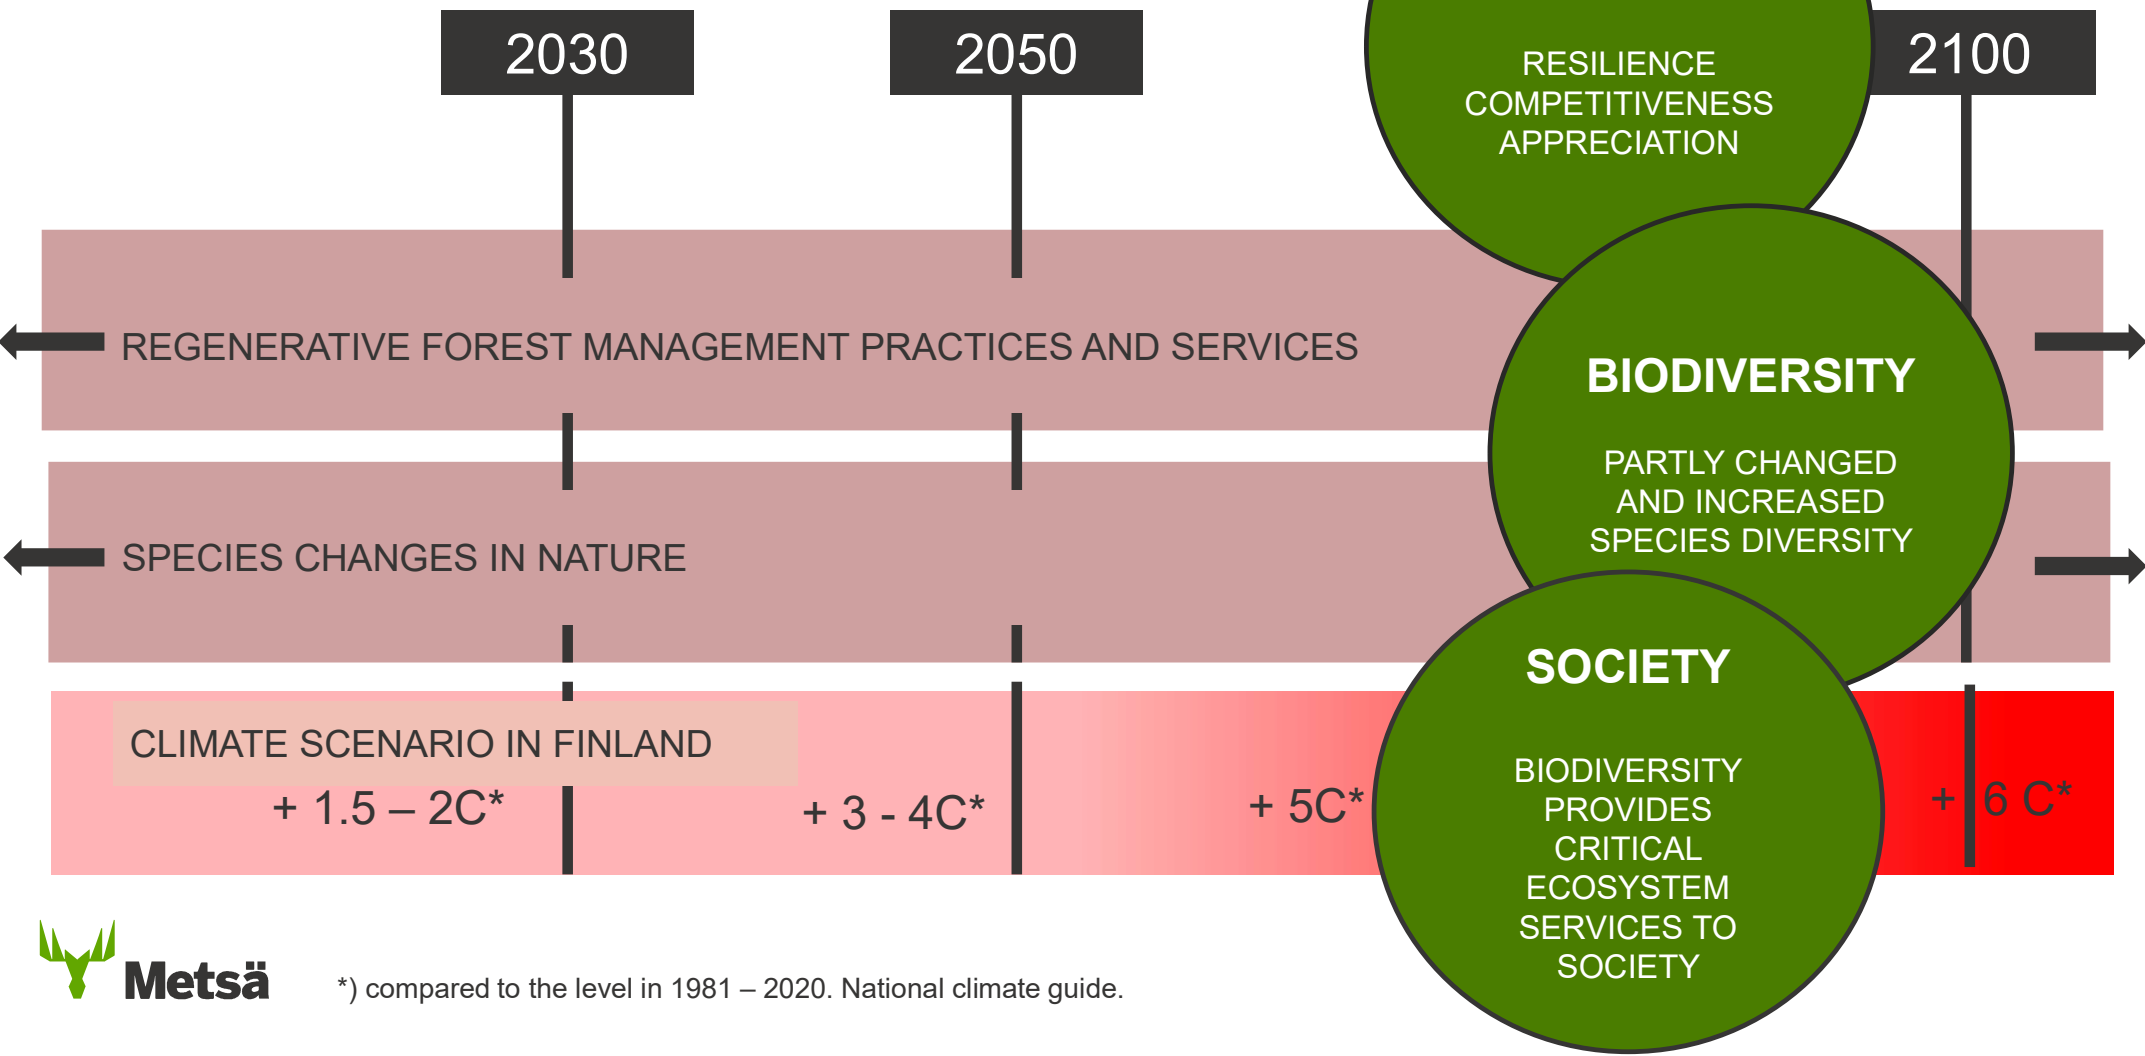 2030
2050
2100
RESILIENCE
COMPETITIVENESS
APPRECIATION
REGENERATIVE FOREST MANAGEMENT PRACTICES AND SERVICES
BIODIVERSITY
PARTLY CHANGED
AND INCREASED
SPECIES DIVERSITY
SPECIES CHANGES IN NATURE
SOCIETY
BIODIVERSITY
PROVIDES
CRITICAL
ECOSYSTEM
SERVICES TO
SOCIETY
CLIMATE SCENARIO IN FINLAND
+ 1.5 – 2C*
+ 3 - 4C*
+ 5C*
+ 6 C*
Metsä
*) compared to the level in 1981 – 2020. National climate guide.